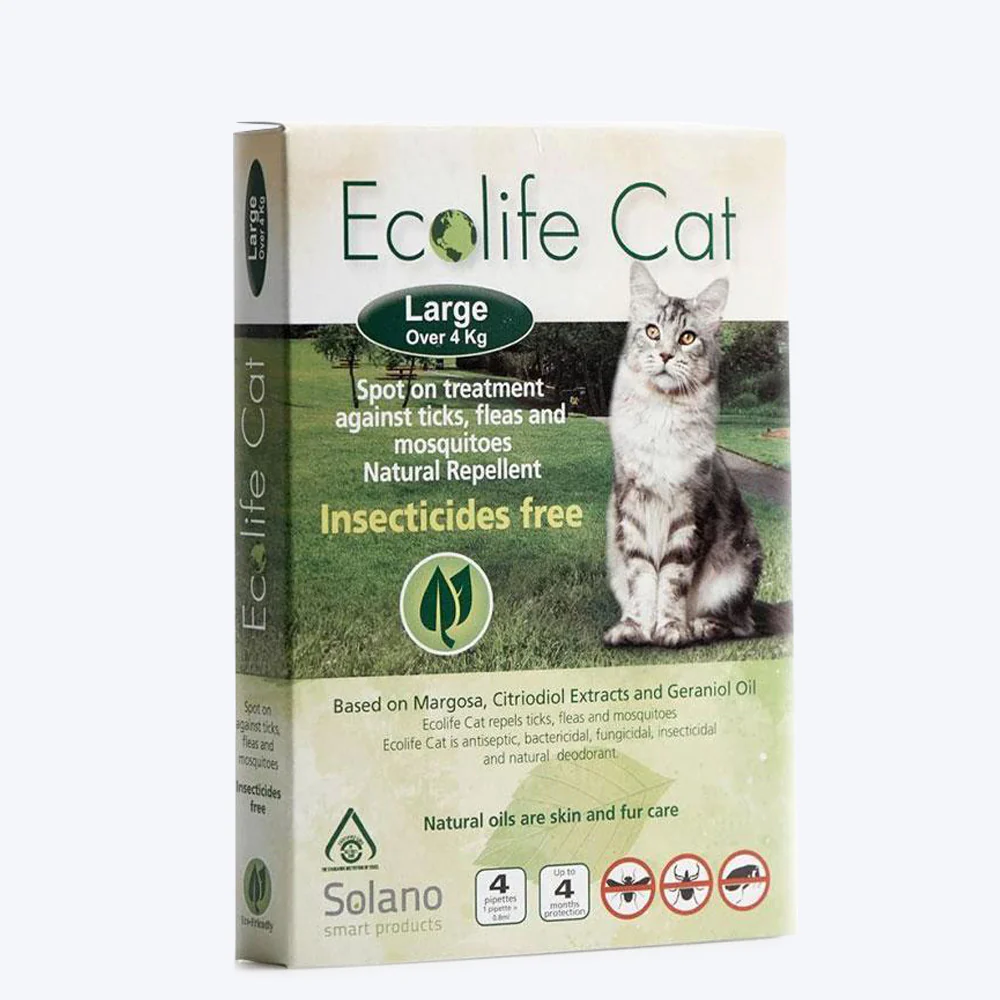 Ecolife Cat
Large
Over 4 Kg
Spot on treatment
against ticks, fleas and
mosquitoes
Natural Repellent
Insecticides free
Based on Margosa, Citriodiol Extracts and Geraniol Oil
Ecolife Cat repels ticks, fleas and mosquitoes
Ecolife Cat is antiseptic, bactericidal, fungicidal, insecticidal
and natural deodorant.
Natural oils are skin and fur care
Solano
smart products
4
pipettes
1 pipette =
0.8ml
Up to
4
months
protection
Large
Over 4 Kg
Ecolife Cat
Spot on
against ticks,
fleas and
mosquitoes
Insecticides
free
Eco-Friendly